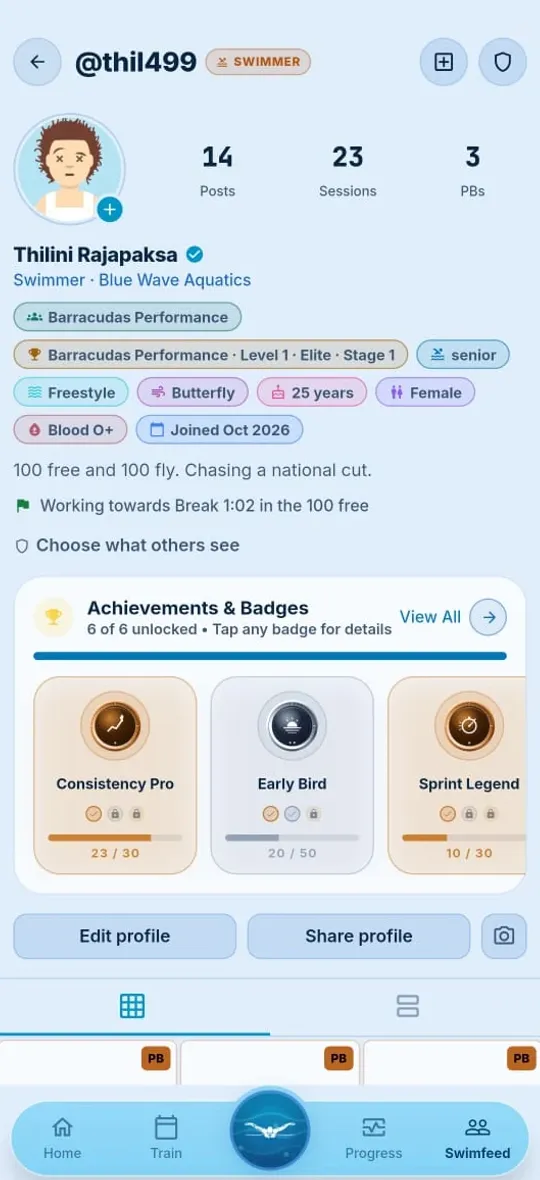 @thil499 SWIMMER
14 23 3
Posts Sessions PBs
Thilini Rajapaksa
Swimmer · Blue Wave Aquatics
Barracudas Performance
Barracudas Performance · Level 1 · Elite · Stage 1 senior
Freestyle Butterfly 25 years Female
Blood O+ Joined Oct 2026
100 free and 100 fly. Chasing a national cut.
Working towards Break 1:02 in the 100 free
Choose what others see
Achievements & Badges
6 of 6 unlocked • Tap any badge for details View All
Consistency Pro Early Bird Sprint Legend
23 / 30 20 / 50 10 / 30
Edit profile Share profile
PB PB PB
Home Train Progress Swimfeed